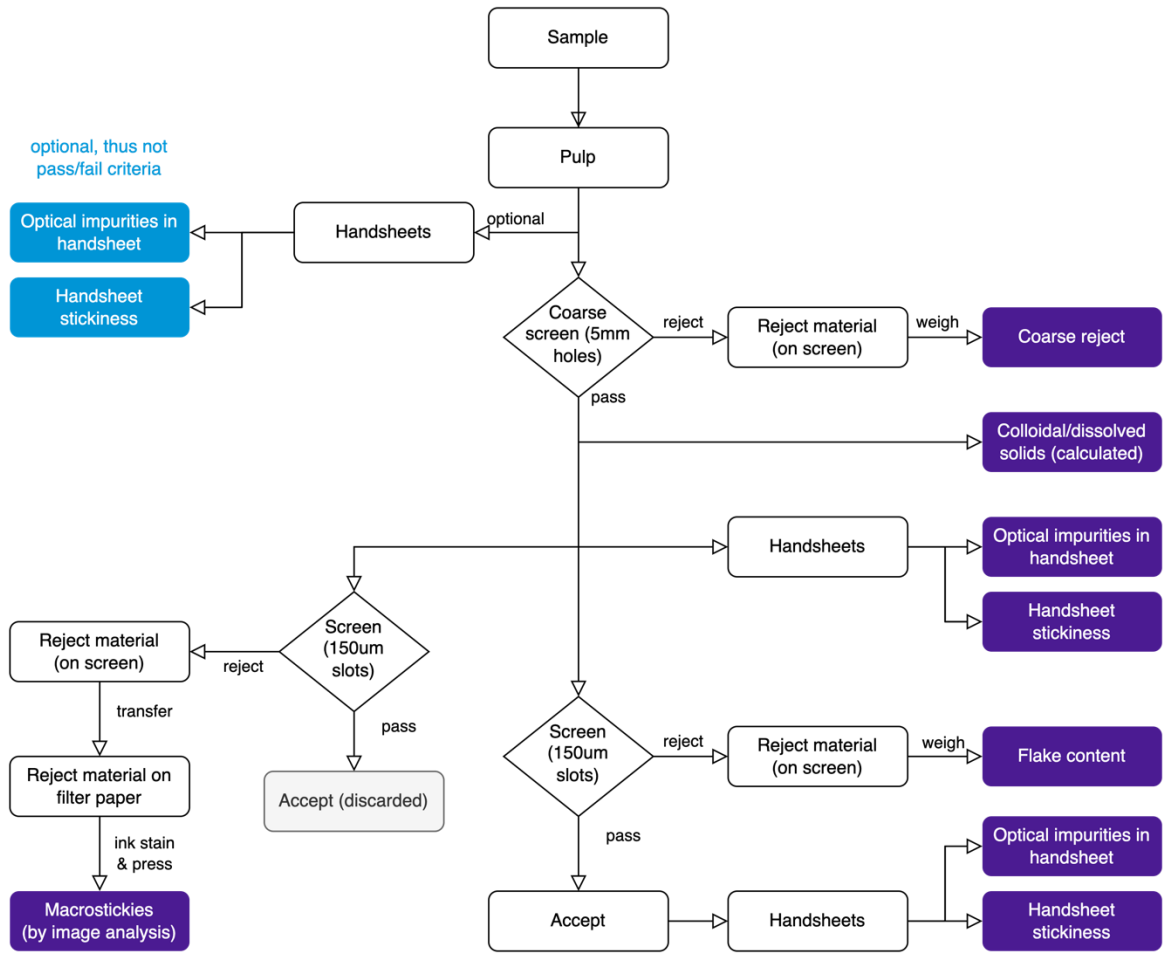 Sample
Pulp
optional, thus not
pass/fail criteria
Optical impurities in
handsheet
Handsheets
optional
Handsheet
stickiness
Coarse
screen (5mm
holes)
reject
Reject material
(on screen)
weigh
Coarse reject
pass
Colloidal/dissolved
solids (calculated)
Handsheets
Optical impurities in
handsheet
Handsheet
stickiness
Reject material
(on screen)
reject
Screen
(150um
slots)
transfer
pass
Screen
(150um
slots)
reject
Reject material
(on screen)
weigh
Flake content
Reject material on
filter paper
Accept (discarded)
pass
ink stain
& press
Optical impurities in
handsheet
Macrostickies
(by image analysis)
Accept
Handsheets
Handsheet
stickiness